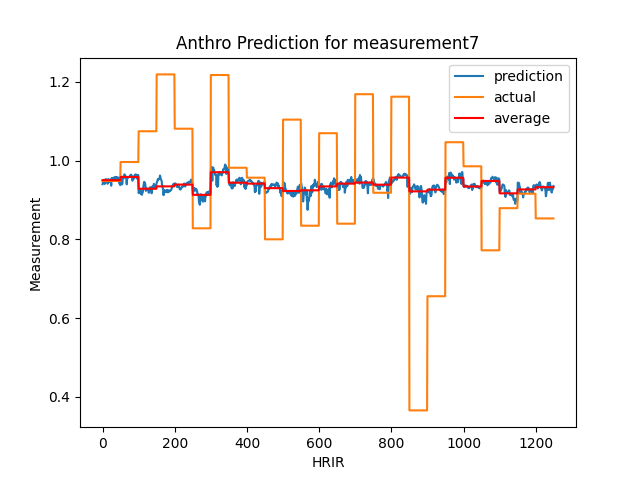 Anthro Prediction for measurement7
prediction
actual
average
1.2
1.0
0.8
0.6
0.4
Measurement
0 200 400 600 800 1000 1200
HRIR